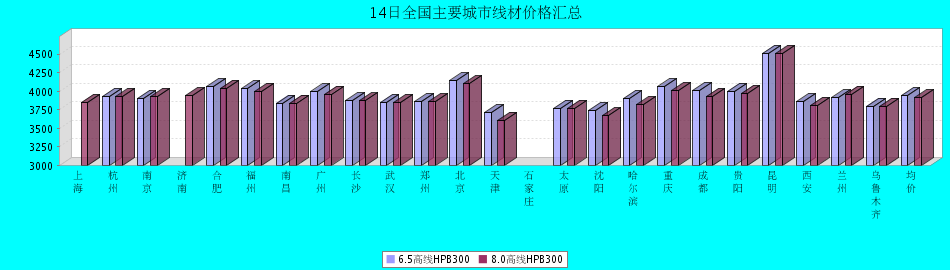 14日全国主要城市线材价格汇总
4500
4250
4000
3750
3500
3250
3000
上海
杭州
南京
济南
合肥
福州
南昌
广州
长沙
武汉
郑州
北京
天津
石家庄
太原
沈阳
哈尔滨
重庆
成都
贵阳
昆明
西安
兰州
乌鲁木齐
均价
6.5高线HPB300 8.0高线HPB300